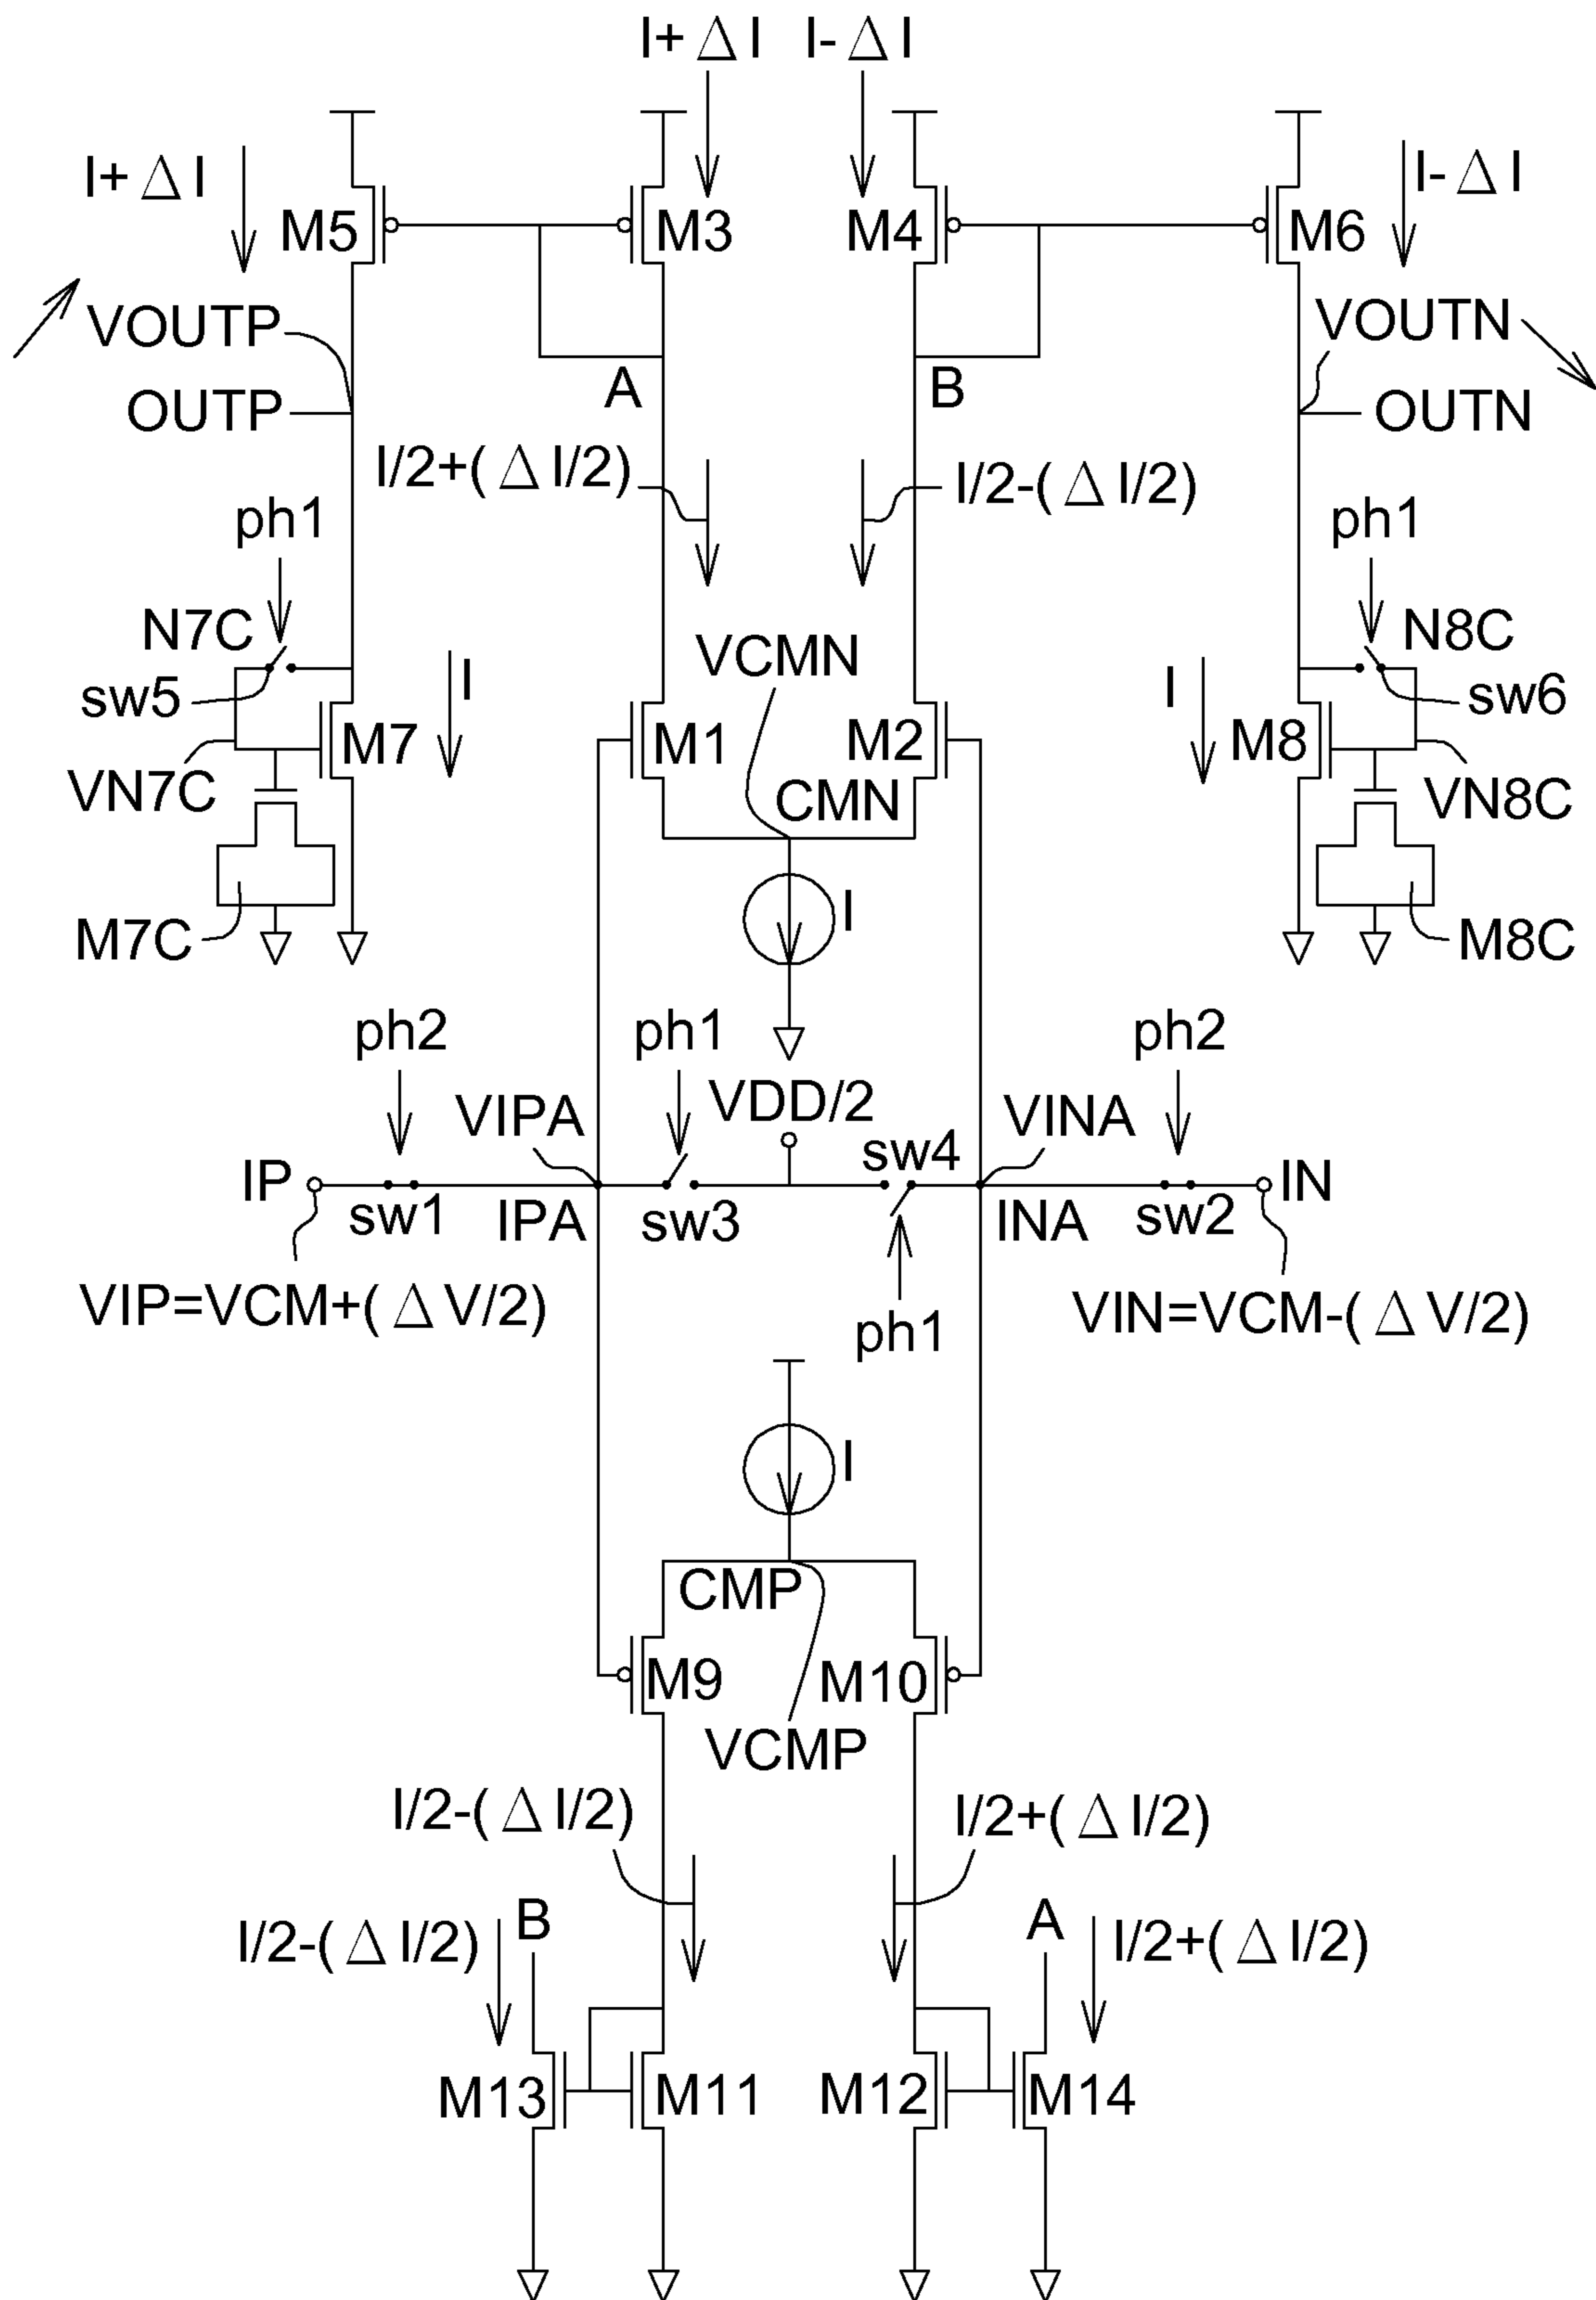 I+ΔI I-ΔI
I+ΔI I-ΔI
M5 M3 M4 M6
VOUTP VOUTN
A B
OUTP OUTN
I/2+(ΔI/2) I/2-(ΔI/2)
ph1 ph1
N7C N8C
VCMN
sw5 I I sw6
M7 M1 M2 M8
VN7C CMN VN8C
I
M7C M8C
ph2 ph1 ph2
VIPA VDD/2 VINA
sw4
IP IN
sw1 IPA sw3 INA sw2
VIP=VCM+(ΔV/2) VIN=VCM-(ΔV/2)
ph1
I
CMP
M9 M10
VCMP
I/2-(ΔI/2) I/2+(ΔI/2)
B A
I/2-(ΔI/2) I/2+(ΔI/2)
M13 M11 M12 M14